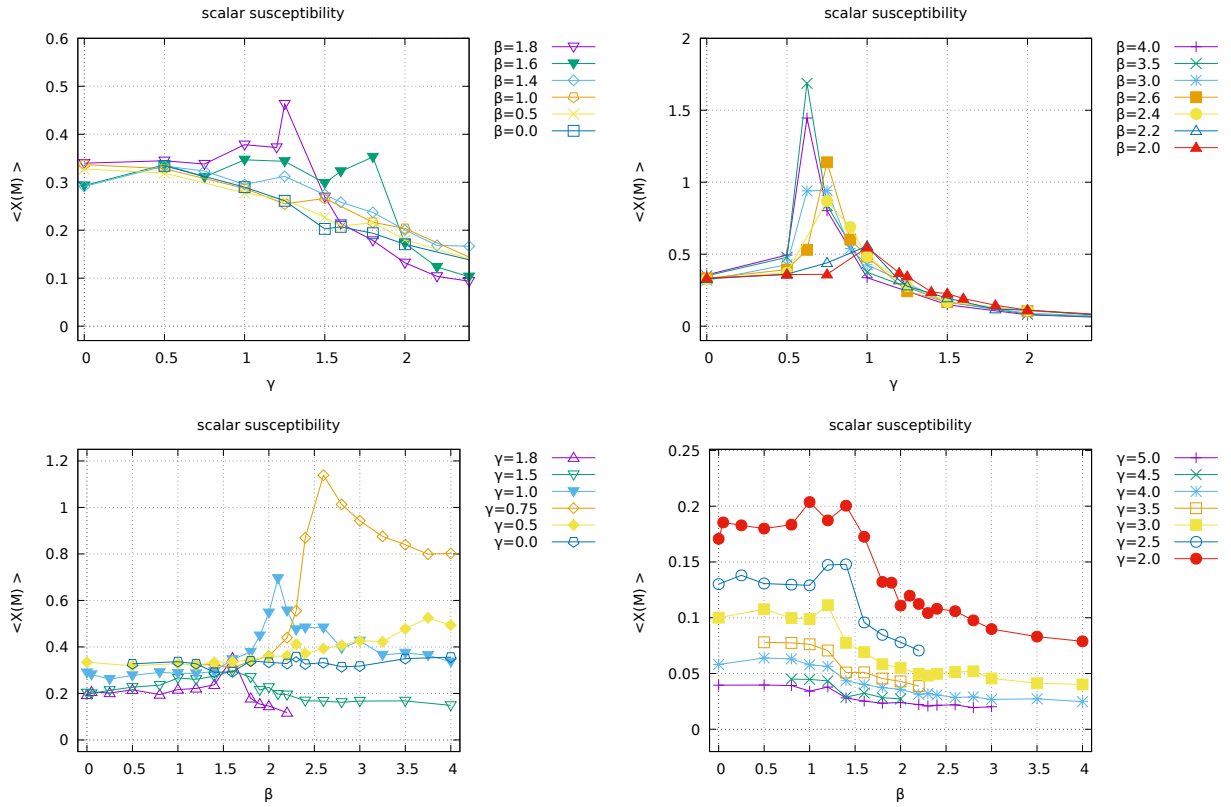 scalar susceptibility
0.6
0.5
0.4
0.3
0.2
0.1
0
<X(M) >
0 0.5 1 1.5 2
γ
β=1.8
β=1.6
β=1.4
β=1.0
β=0.5
β=0.0
scalar susceptibility
2
1.5
1
0.5
0
<X(M) >
0 0.5 1 1.5 2
γ
β=4.0
β=3.5
β=3.0
β=2.6
β=2.4
β=2.2
β=2.0
scalar susceptibility
1.2
1
0.8
0.6
0.4
0.2
0
<X(M) >
0 0.5 1 1.5 2 2.5 3 3.5 4
β
γ=1.8
γ=1.5
γ=1.0
γ=0.75
γ=0.5
γ=0.0
scalar susceptibility
0.25
0.2
0.15
0.1
0.05
0
<X(M) >
0 0.5 1 1.5 2 2.5 3 3.5 4
β
γ=5.0
γ=4.5
γ=4.0
γ=3.5
γ=3.0
γ=2.5
γ=2.0